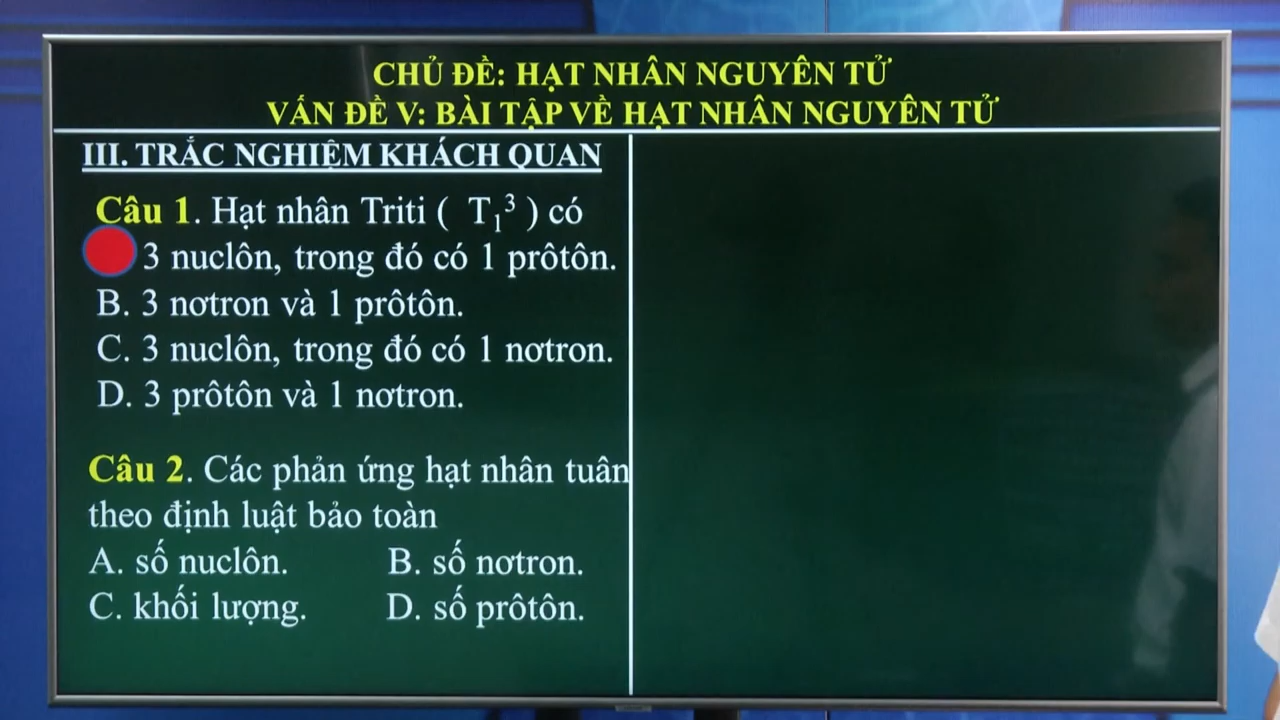 CHỦ ĐỀ: HẠT NHÂN NGUYÊN TỬ
VẤN ĐỀ V: BÀI TẬP VỀ HẠT NHÂN NGUYÊN TỬ
III. TRẮC NGHIỆM KHÁCH QUAN
Câu 1. Hạt nhân Triti ( T₁³ ) có
3 nuclôn, trong đó có 1 prôtôn.
B. 3 nơtron và 1 prôtôn.
C. 3 nuclôn, trong đó có 1 nơtron.
D. 3 prôtôn và 1 nơtron.
Câu 2. Các phản ứng hạt nhân tuân
theo định luật bảo toàn
A. số nuclôn. B. số nơtron.
C. khối lượng. D. số prôtôn.